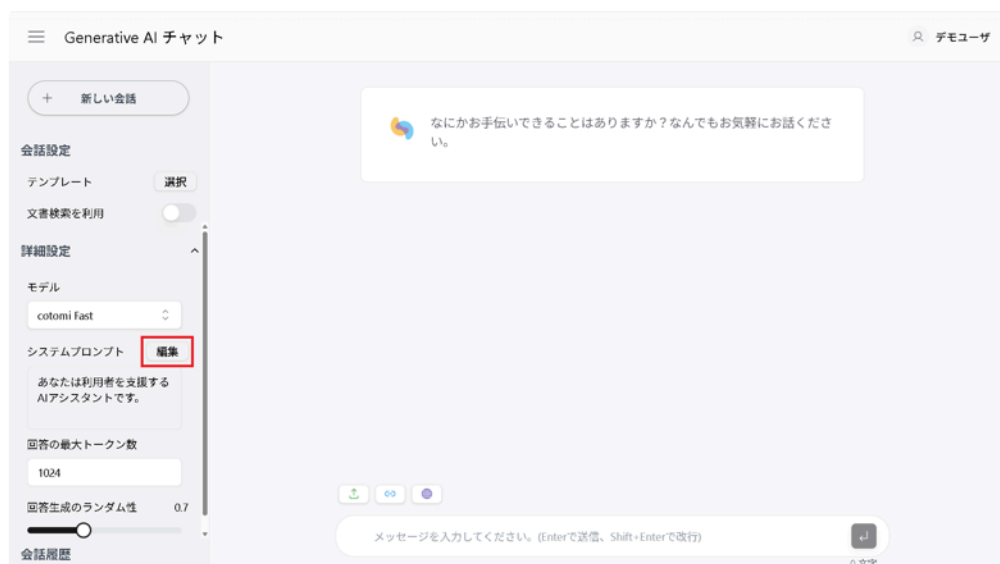 Generative AI チャット
デモユーザ
+ 新しい会話
会話設定
テンプレート 選択
文書検索を利用
詳細設定
モデル
cotomi Fast
システムプロンプト 編集
あなたは利用者を支援する
AIアシスタントです。
回答の最大トークン数
1024
回答生成のランダム性 0.7
会話履歴
なにかお手伝いできることはありますか？なんでもお気軽にお話くださ
い。
メッセージを入力してください。(Enterで送信、Shift+Enterで改行)
0 文字